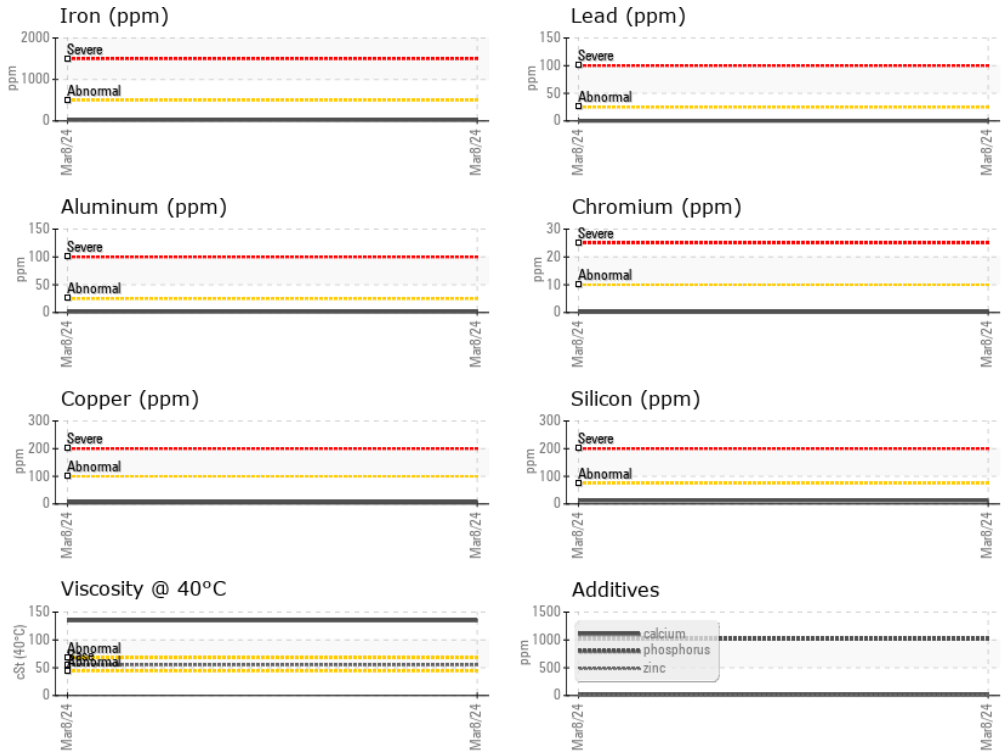 Iron (ppm)
2000
Severe
1000
Abnormal
0
ppm
Mar8/24
Mar8/24
Lead (ppm)
150
Severe
100
Abnormal
50
0
ppm
Mar8/24
Mar8/24
Aluminum (ppm)
150
Severe
100
Abnormal
50
0
ppm
Mar8/24
Mar8/24
Chromium (ppm)
30
Severe
20
Abnormal
10
0
ppm
Mar8/24
Mar8/24
Copper (ppm)
300
Severe
200
Abnormal
100
0
ppm
Mar8/24
Mar8/24
Silicon (ppm)
300
Severe
200
Abnormal
100
0
ppm
Mar8/24
Mar8/24
Viscosity @ 40°C
150
100
Abnormal
Base
Abnormal
50
0
cSt (40°C)
Mar8/24
Mar8/24
Additives
1500
calcium
1000
phosphorus
zinc
500
0
ppm
Mar8/24
Mar8/24